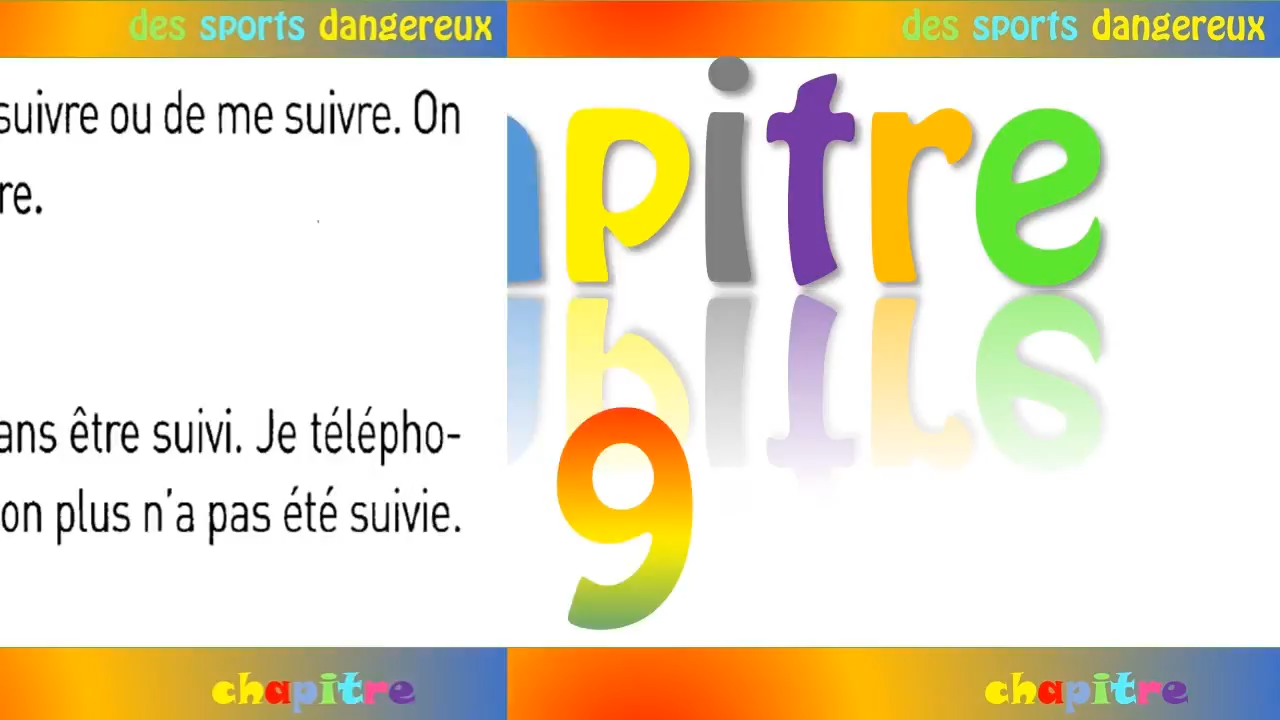 des sports dangereux
suivre ou de me suivre. On
re.
ans être suivi. Je télépho-
on plus n'a pas été suivie.
chapitre
des sports dangereux
apitre
9
chapitre